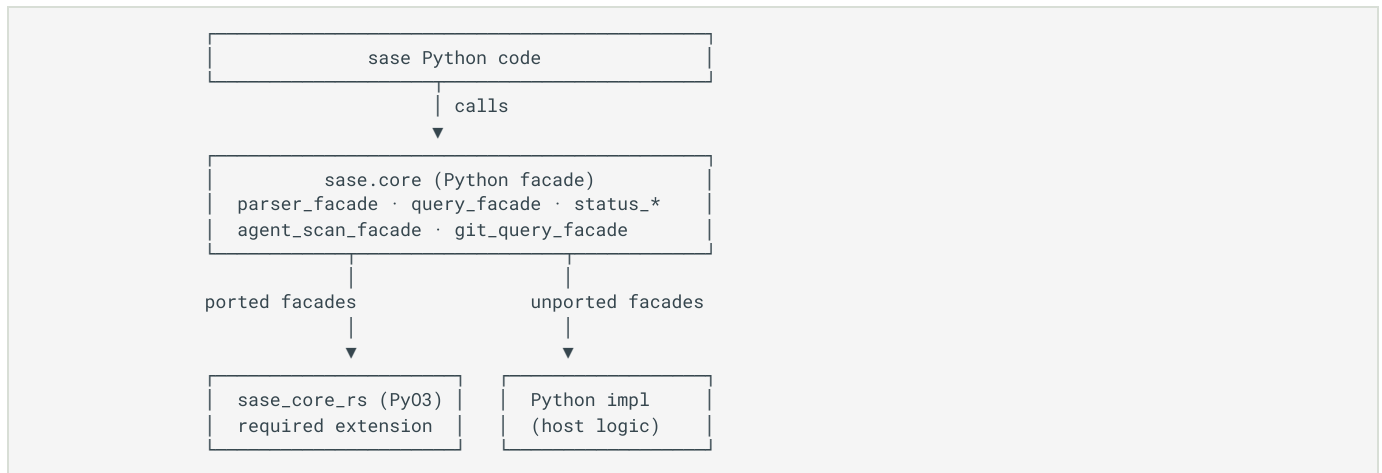 sase Python code
calls
sase.core (Python facade)
parser_facade · query_facade · status_*
agent_scan_facade · git_query_facade
ported facades unported facades
sase_core_rs (PyO3) Python impl
required extension (host logic)